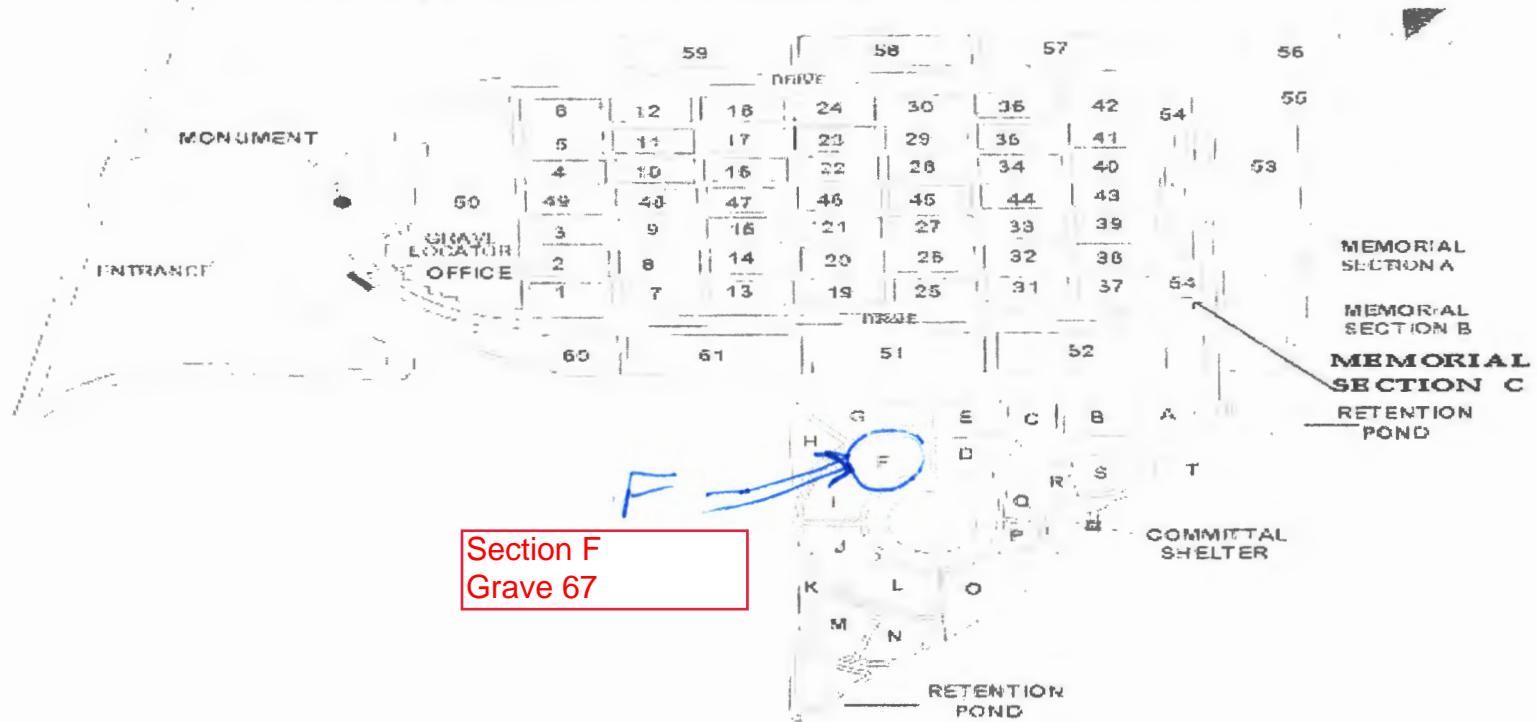 59 58 57 56
DRIVE
6 12 18 24 30 36 42 54 55
MONUMENT 5 11 17 23 29 35 41
4 10 16 22 28 34 40 53
50 49 48 47 46 45 44 43
GRAVE 3 9 15 21 27 33 39
LOCATOR
OFFICE
ENTRANCE 2 8 14 20 26 32 38
1 7 13 19 25 31 37 54
MEMORIAL
SECTION A
DRIVE
MEMORIAL
SECTION B
60 61 51 52
MEMORIAL
SECTION C
RETENTION
POND
G E C B A
H F D
F I Q R S T
P
COMMITTAL
SHELTER
Section F
Grave 67
J
K L O
M N
RETENTION
POND